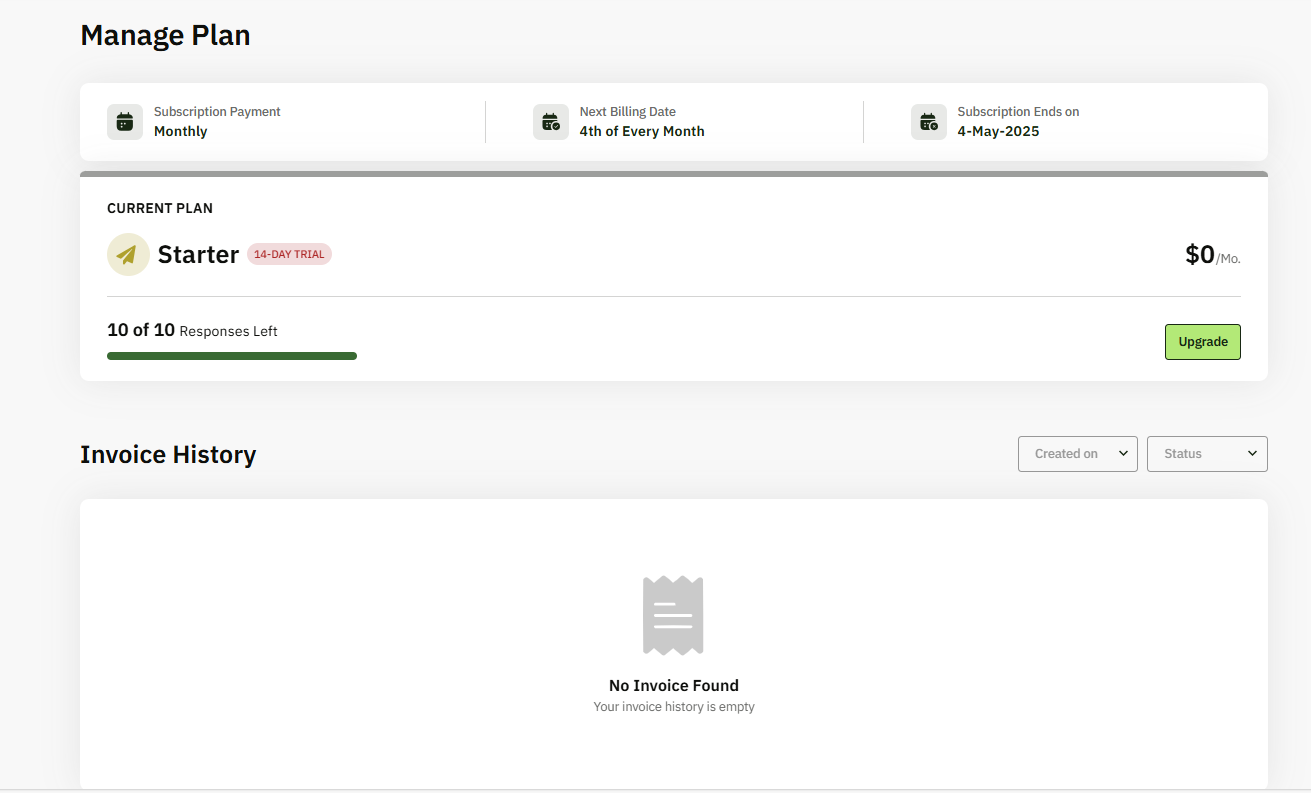 Manage Plan
Subscription Payment
Monthly
Next Billing Date
4th of Every Month
Subscription Ends on
4-May-2025
CURRENT PLAN
Starter 14-DAY TRIAL
$0/Mo.
10 of 10 Responses Left
Upgrade
Invoice History
Created on
Status
No Invoice Found
Your invoice history is empty